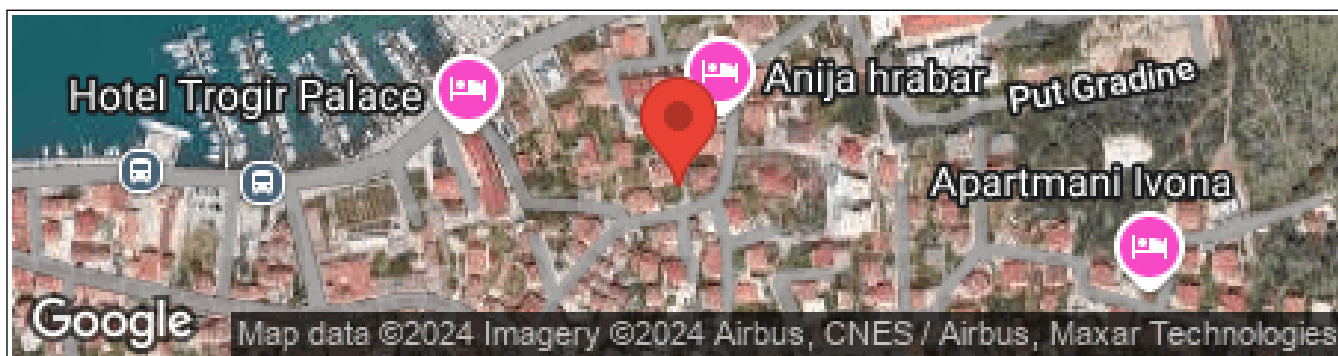 Hotel Trogir Palace
Anija hrabar
Put Gradine
Apartmani Ivona
Google
Map data ©2024 Imagery ©2024 Airbus, CNES / Airbus, Maxar Technologies